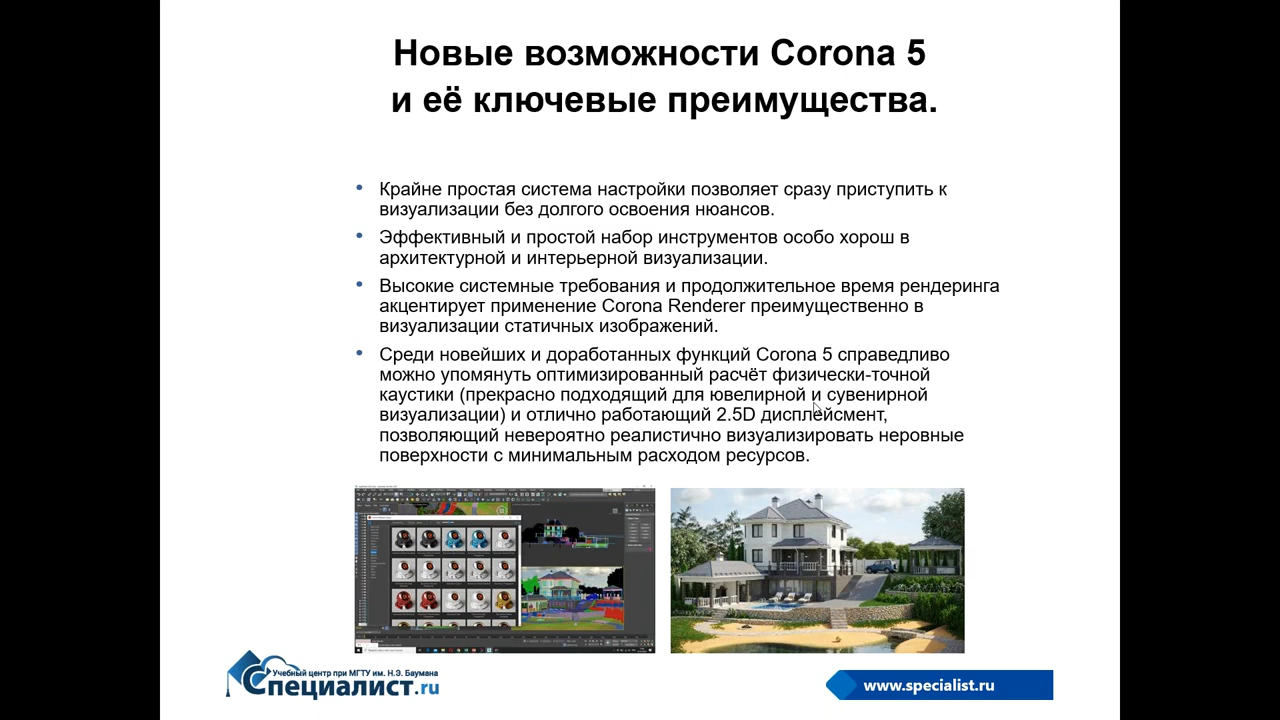 Новые возможности Corona 5
и её ключевые преимущества.
• Крайне простая система настройки позволяет сразу приступить к
визуализации без долгого освоения нюансов.
• Эффективный и простой набор инструментов особо хорош в
архитектурной и интерьерной визуализации.
• Высокие системные требования и продолжительное время рендеринга
акцентирует применение Corona Renderer преимущественно в
визуализации статичных изображений.
• Среди новейших и доработанных функций Corona 5 справедливо
можно упомянуть оптимизированный расчёт физически-точной
каустики (прекрасно подходящий для ювелирной и сувенирной
визуализации) и отлично работающий 2.5D дисплейсмент,
позволяющий невероятно реалистично визуализировать неровные
поверхности с минимальным расходом ресурсов.
Учебный центр при МГТУ им. Н.Э. Баумана
Специалист.ru
www.specialist.ru